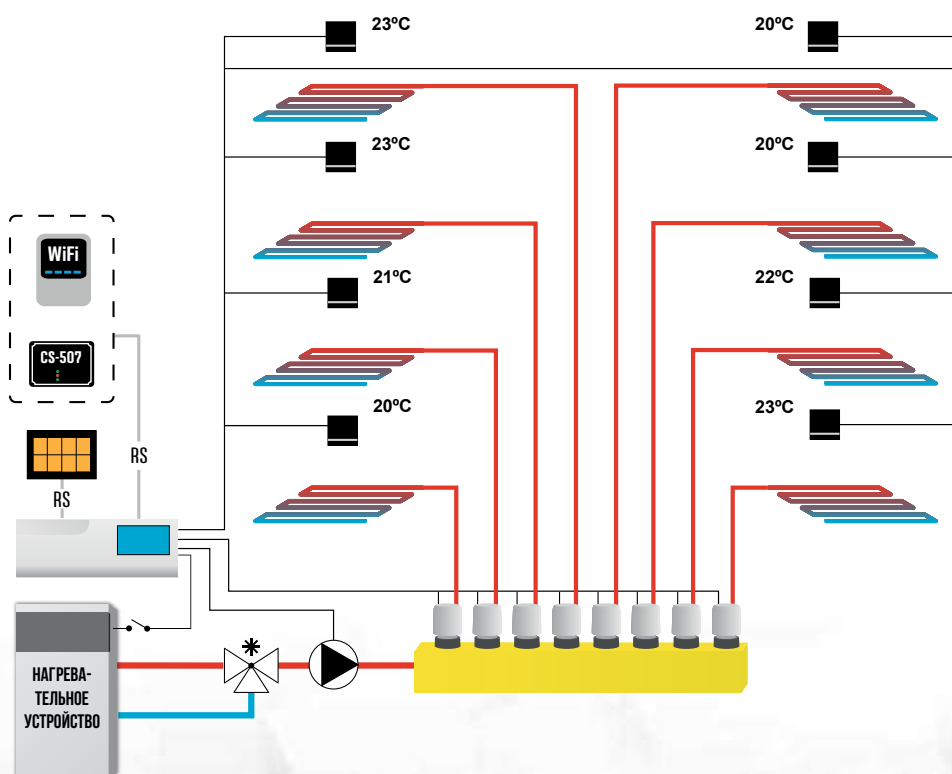 23ºC
20ºC
23ºC
20ºC
WiFi
21ºC
22ºC
CS-507
20ºC
23ºC
RS
RS
НАГРЕВА-
ТЕЛЬНОЕ
УСТРОЙСТВО